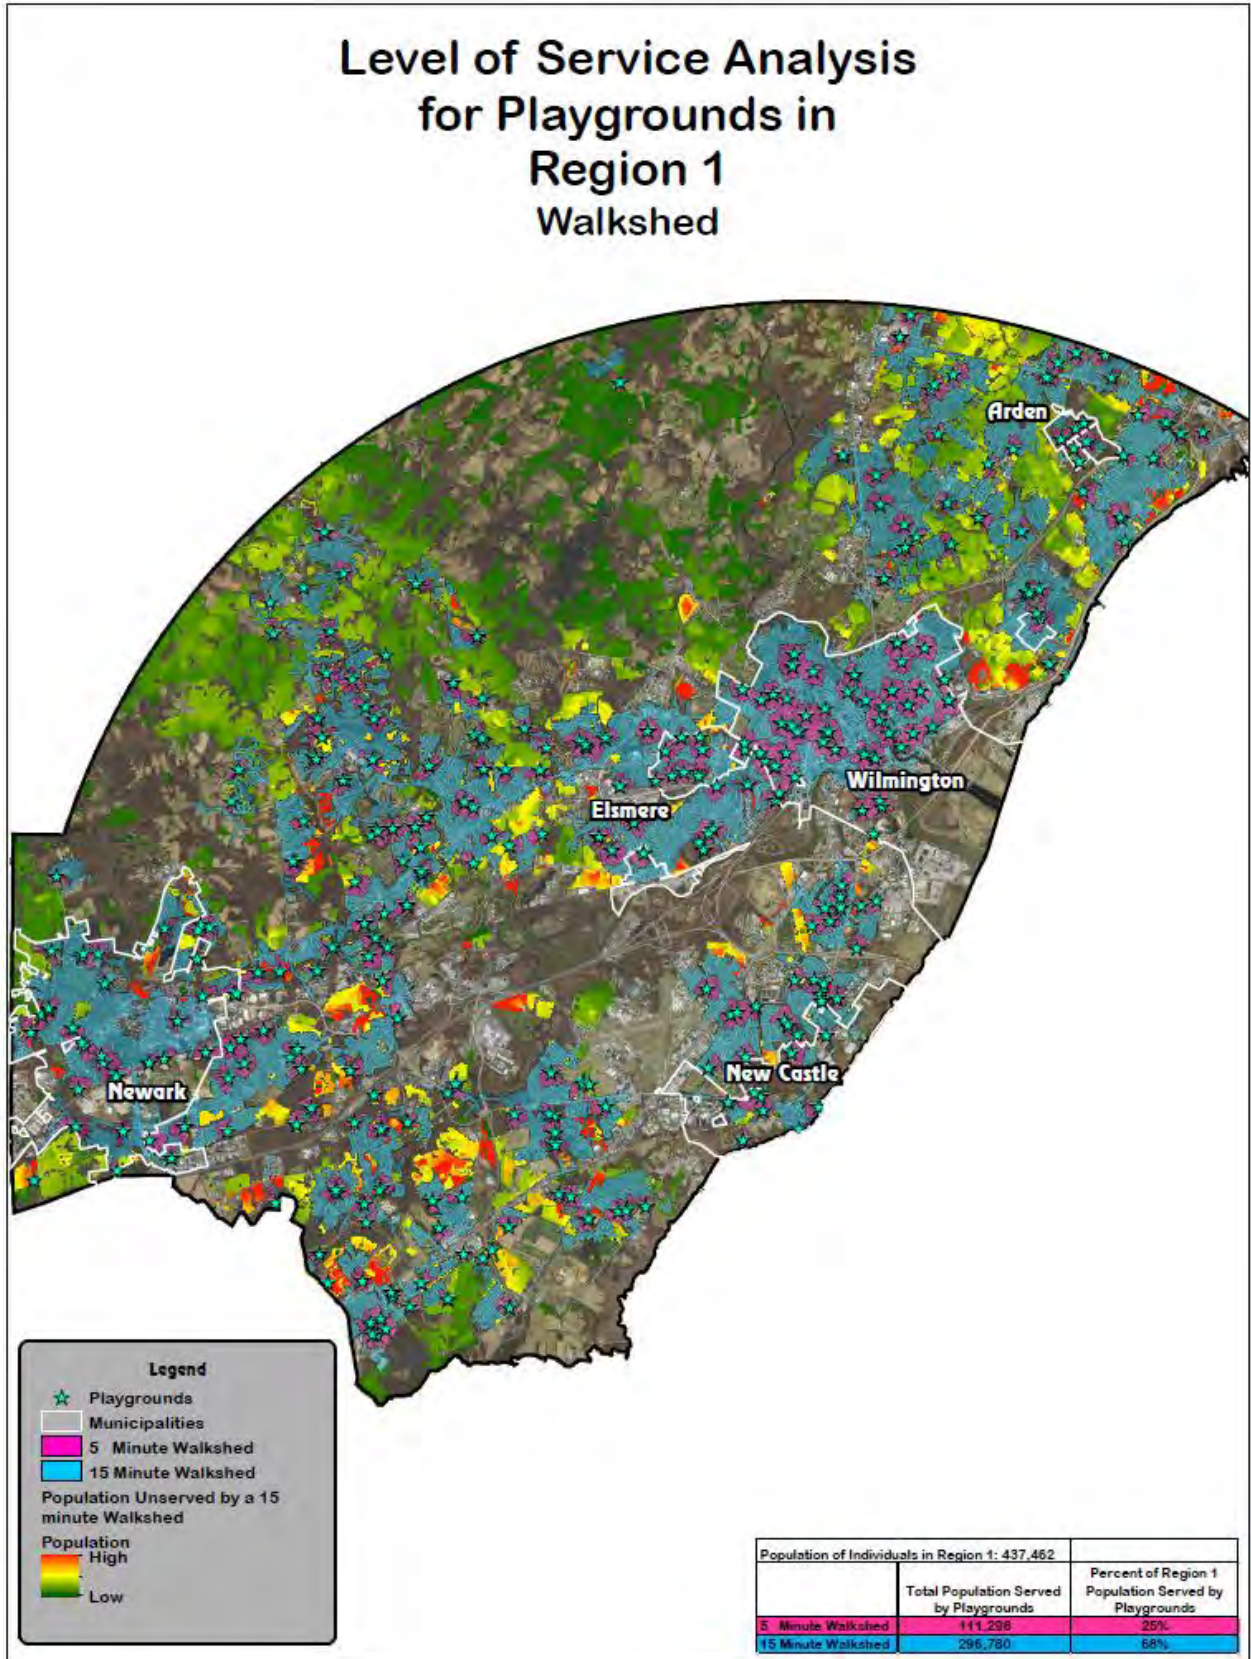 Level of Service Analysis
for Playgrounds in
Region 1
Walkshed
Arden
Wilmington
Elsmere
New Castle
Newark
Legend
Playgrounds
Municipalities
5 Minute Walkshed
15 Minute Walkshed
Population Unserved by a 15
minute Walkshed
Population
High
Low
Population of Individuals in Region 1: 437,462
Total Population Served
by Playgrounds
Percent of Region 1
Population Served by
Playgrounds
5 Minute Walkshed 111,298 25%
15 Minute Walkshed 296,780 68%